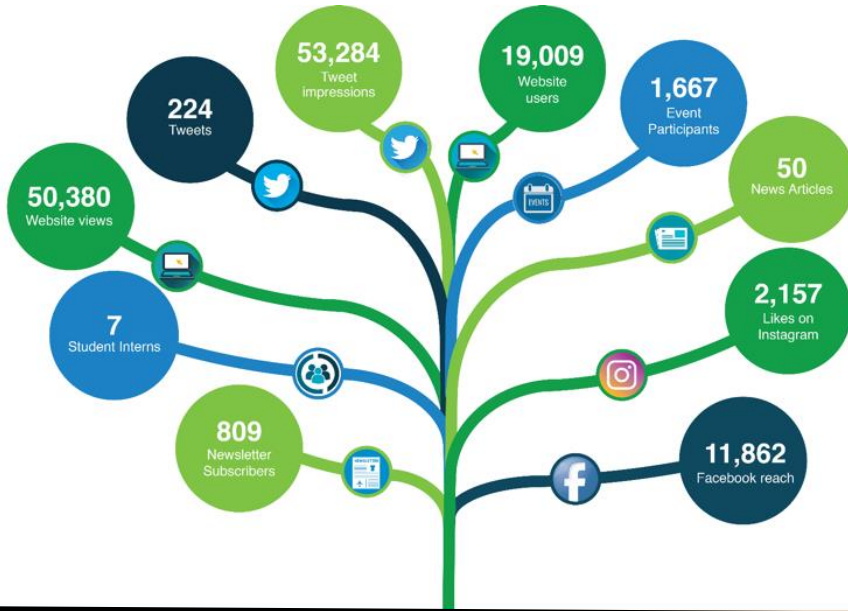 53,284
Tweet
impressions
19,009
Website
users
224
Tweets
1,667
Event
Participants
50
News Articles
50,380
Website views
EVENTS
2,157
Likes on
Instagram
7
Student Interns
809
Newsletter
Subscribers
NEWSLETTER
11,862
Facebook reach